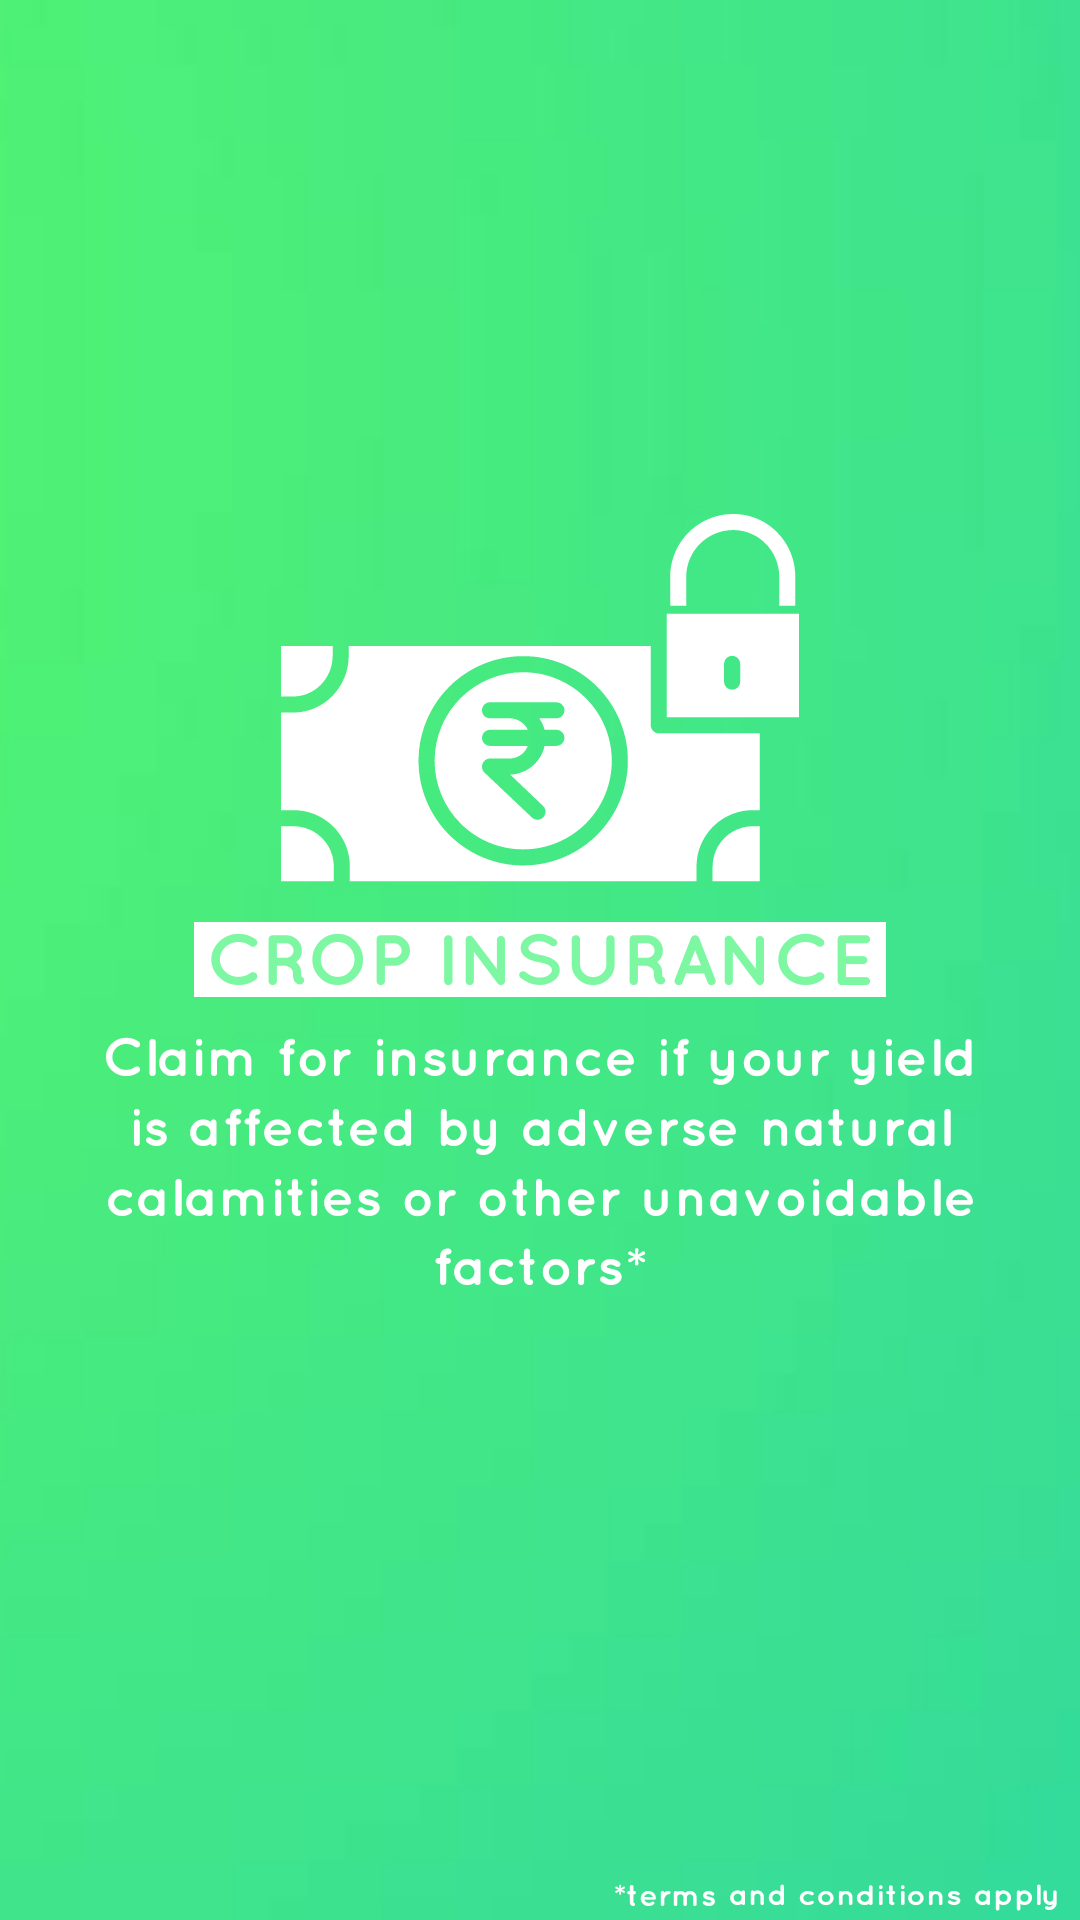 ₹
CROP INSURANCE
Claim for insurance if your yield
is affected by adverse natural
calamities or other unavoidable
factors*
*terms and conditions apply